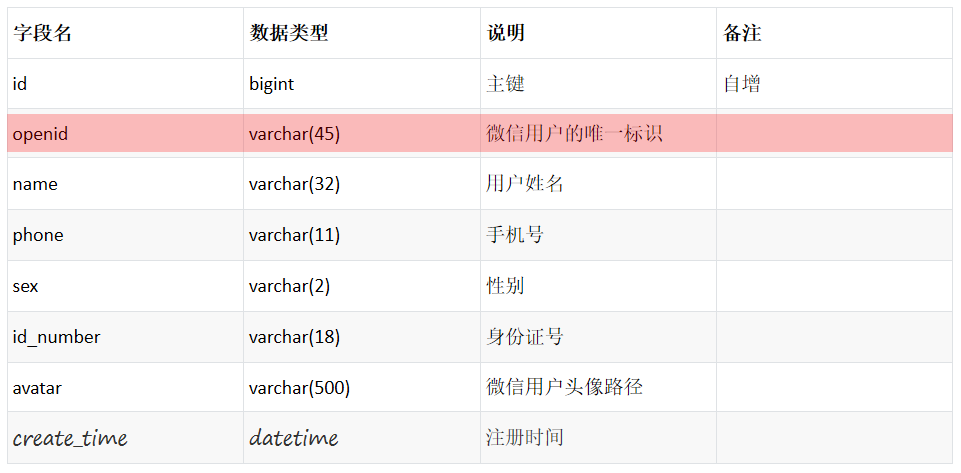 字段名 数据类型 说明 备注
id bigint 主键 自增
openid varchar(45) 微信用户的唯一标识
name varchar(32) 用户姓名
phone varchar(11) 手机号
sex varchar(2) 性别
id_number varchar(18) 身份证号
avatar varchar(500) 微信用户头像路径
create_time datetime 注册时间